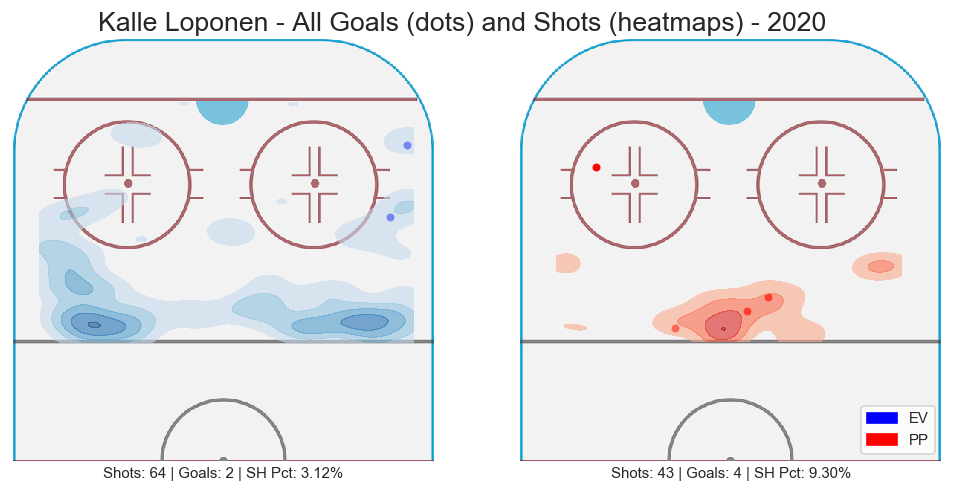 Kalle Loponen - All Goals (dots) and Shots (heatmaps) - 2020
EV
PP
Shots: 64 | Goals: 2 | SH Pct: 3.12%
Shots: 43 | Goals: 4 | SH Pct: 9.30%